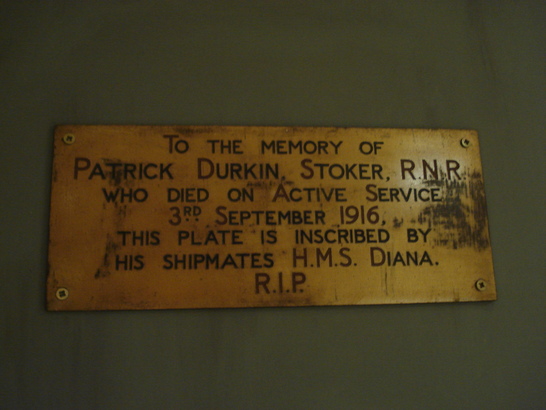 TO THE MEMORY OF
PATRICK DURKIN, STOKER, R.N.R.
WHO DIED ON ACTIVE SERVICE
3RD SEPTEMBER 1916.
THIS PLATE IS INSCRIBED BY
HIS SHIPMATES H.M.S. DIANA.
R.I.P.